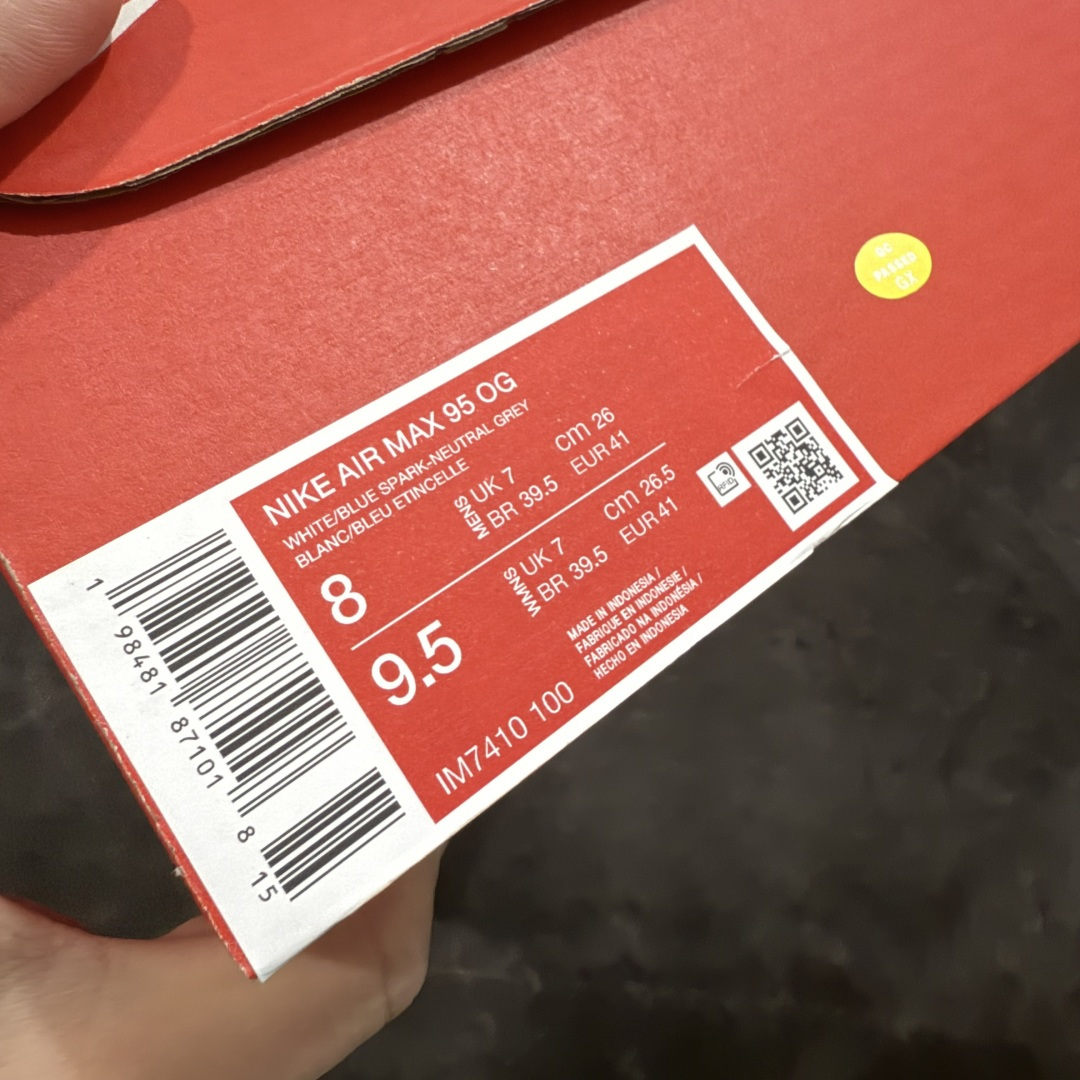 NIKE AIR MAX 95 OG
WHITE/BLUE SPARK-NEUTRAL GREY
BLANC/BLEU ETINCELLE
8
MENS
UK 7
cm 26
BR 39.5
EUR 41
9.5
WMNS
UK 7
cm 26.5
BR 39.5
EUR 41
MADE IN INDONESIA /
FABRIQUE EN INDONESIE /
FABRICADO NA INDONÉSIA /
HECHO EN INDONESIA
IM7410 100
RFID
1 98481 87101 8 15
QC
PASSED
GX